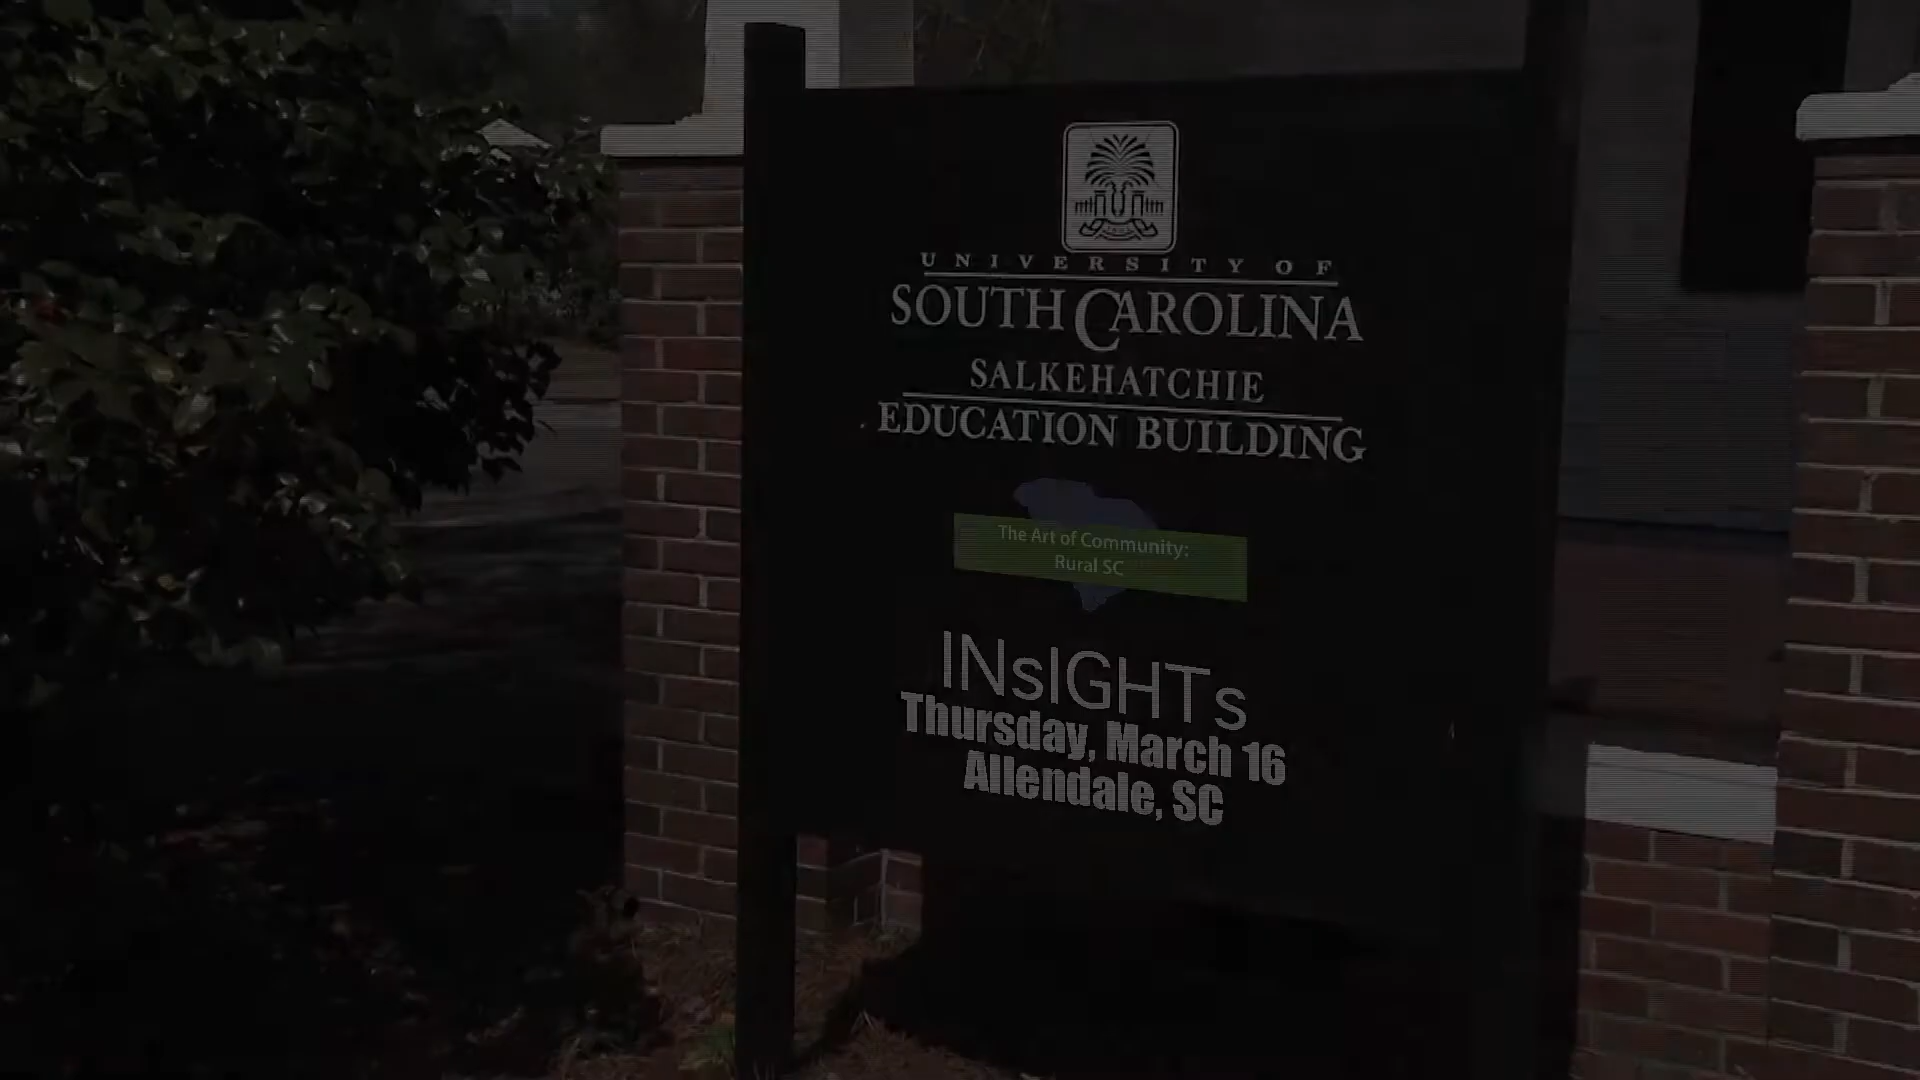 UNIVERSITY OF
SOUTH CAROLINA
SALKEHATCHIE
EDUCATION BUILDING
The Art of Community:
Rural SC
INsIGHTs
Thursday, March 16
Allendale, SC